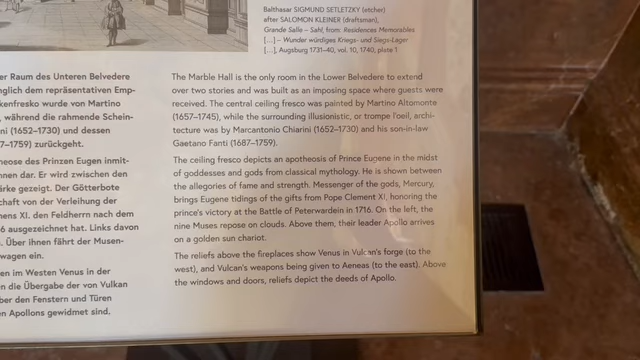 Balthasar SIGMUND SETLETZKY (etcher)
after SALOMON KLEINER (draftsman),
Grande Salle – Sahl, from: Residences Memorables
[...] – Wunder würdiges Kriegs- und Siegs-Lager
[...], Augsburg 1731–40, vol. 10, 1740, plate 1
er Raum des Unteren Belvedere
nglich dem repräsentativen Emp-
kenfresko wurde von Martino
, während die rahmende Schein-
ni (1652–1730) und dessen
7–1759) zurückgeht.
heose des Prinzen Eugen inmit-
nnen dar. Er wird zwischen den
ärke gezeigt. Der Götterbote
chaft von der Verleihung der
nens XI. den Feldherrn nach dem
6 ausgezeichnet hat. Links davon
. Über ihnen fährt der Musen-
wagen ein.
en im Westen Venus in der
n die Übergabe der von Vulkan
ber den Fenstern und Türen
n Apollons gewidmet sind.
The Marble Hall is the only room in the Lower Belvedere to extend
over two stories and was built as an imposing space where guests were
received. The central ceiling fresco was painted by Martino Altomonte
(1657–1745), while the surrounding illusionistic, or trompe l'oeil, archi-
tecture was by Marcantonio Chiarini (1652–1730) and his son-in-law
Gaetano Fanti (1687–1759).
The ceiling fresco depicts an apotheosis of Prince Eugene in the midst
of goddesses and gods from classical mythology. He is shown between
the allegories of fame and strength. Messenger of the gods, Mercury,
brings Eugene tidings of the gifts from Pope Clement XI, honoring the
prince's victory at the Battle of Peterwardein in 1716. On the left, the
nine Muses repose on clouds. Above them, their leader Apollo arrives
on a golden sun chariot.
The reliefs above the fireplaces show Venus in Vulcan's forge (to the
west), and Vulcan's weapons being given to Aeneas (to the east). Above
the windows and doors, reliefs depict the deeds of Apollo.